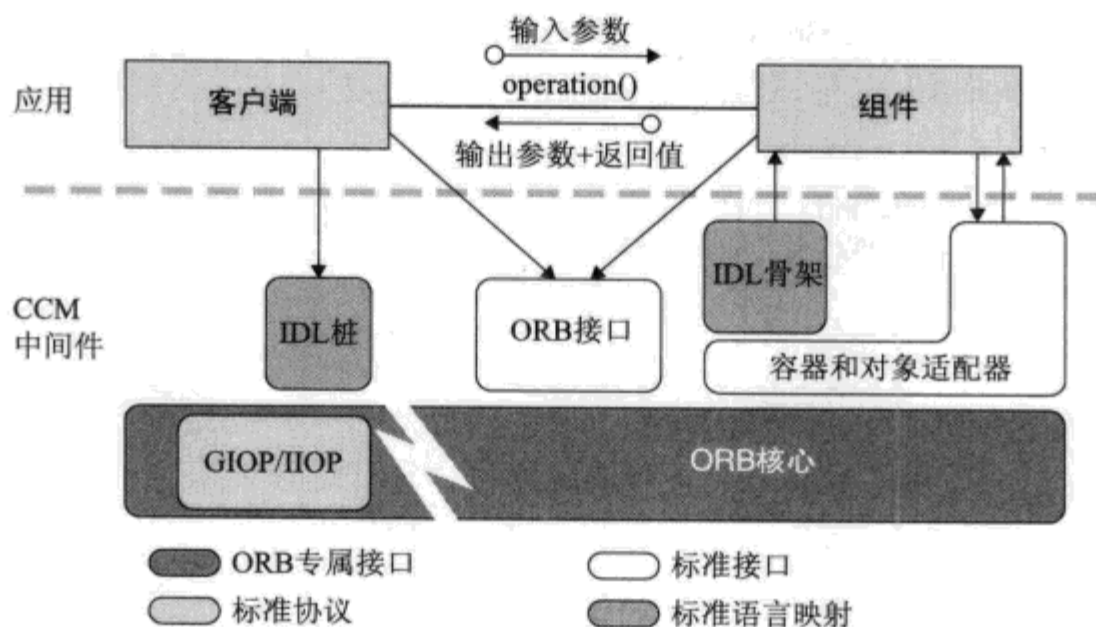 输入参数
应用
客户端
operation()
组件
输出参数+返回值
CCM
中间件
IDL桩
ORB接口
IDL骨架
容器和对象适配器
GIOP/IIOP
ORB核心
ORB专属接口
标准接口
标准协议
标准语言映射